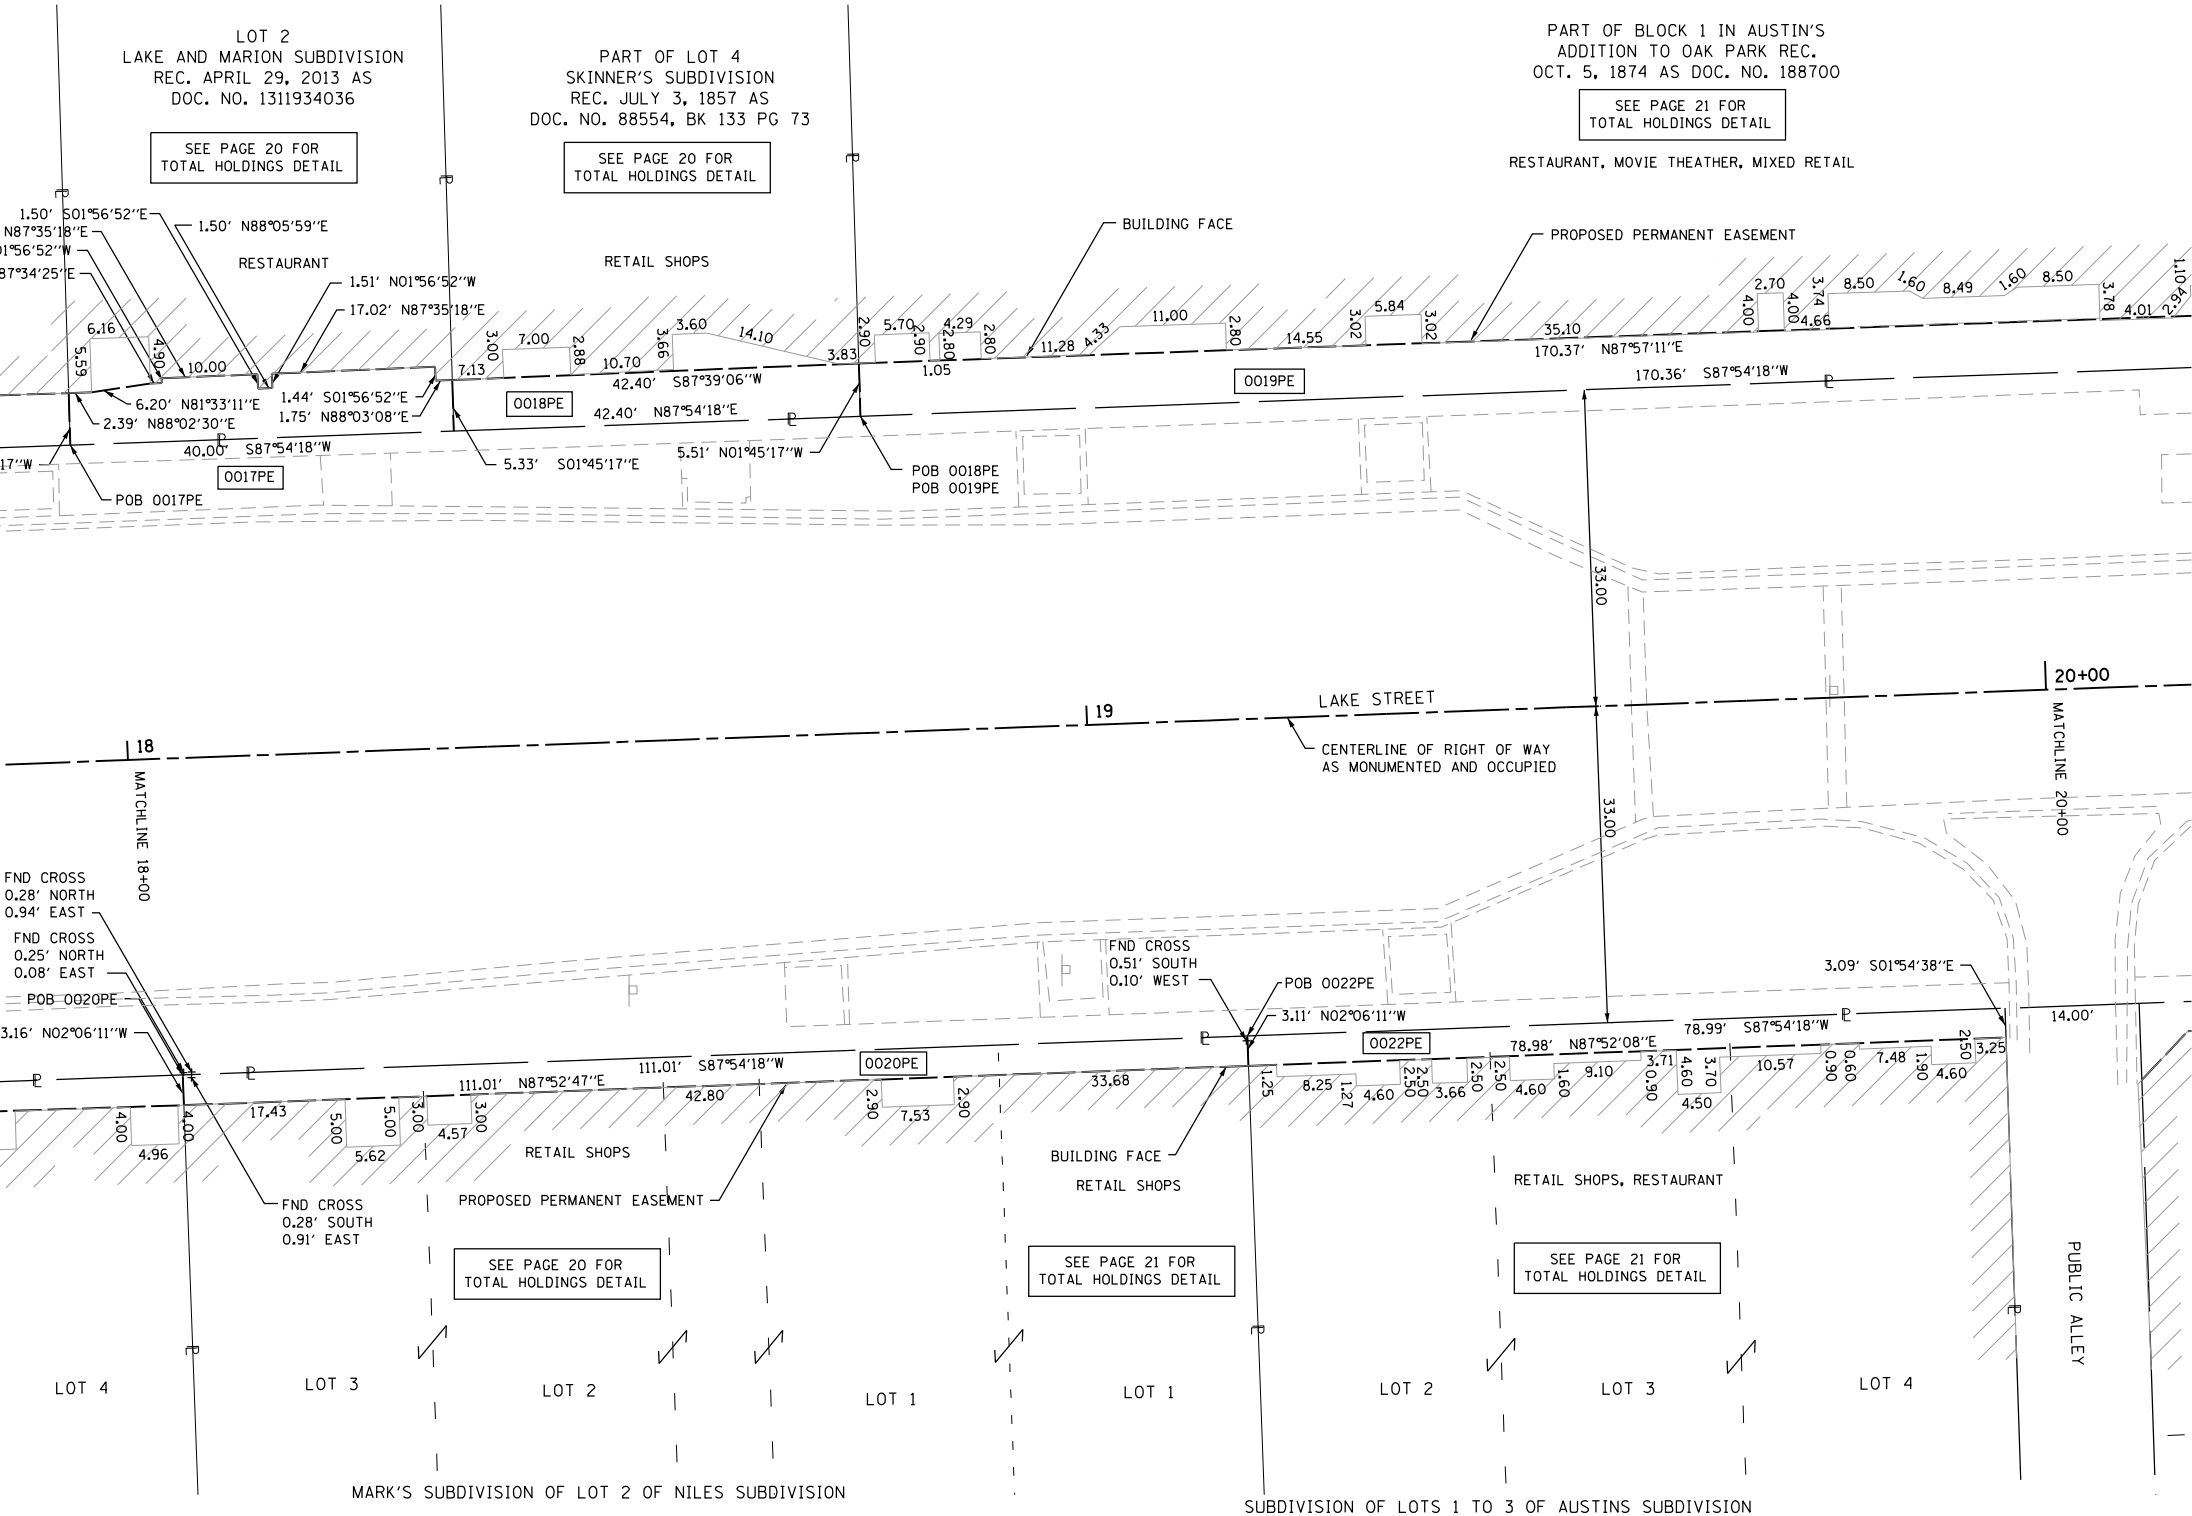 LOT 2
LAKE AND MARION SUBDIVISION
REC. APRIL 29, 2013 AS
DOC. NO. 1311934036
SEE PAGE 20 FOR
TOTAL HOLDINGS DETAIL
RESTAURANT
PART OF LOT 4
SKINNER'S SUBDIVISION
REC. JULY 3, 1857 AS
DOC. NO. 88554, BK 133 PG 73
SEE PAGE 20 FOR
TOTAL HOLDINGS DETAIL
RETAIL SHOPS
PART OF BLOCK 1 IN AUSTIN'S
ADDITION TO OAK PARK REC.
OCT. 5, 1874 AS DOC. NO. 188700
SEE PAGE 21 FOR
TOTAL HOLDINGS DETAIL
RESTAURANT, MOVIE THEATHER, MIXED RETAIL
BUILDING FACE
PROPOSED PERMANENT EASEMENT
1.50' S01°56'52"E
N87°35'18"E
01°56'52"W
87°34'25"E
1.50' N88°05'59"E
1.51' N01°56'52"W
17.02' N87°35'18"E
6.16
5.59
4.90
10.00
6.20' N81°33'11"E
2.39' N88°02'30"E
1.44' S01°56'52"E
1.75' N88°03'08"E
40.00' S87°54'18"W
17"W
0017PE
POB 0017PE
5.33' S01°45'17"E
7.13
3.00
7.00
2.88
10.70
3.66
3.60
14.10
3.83
42.40' S87°39'06"W
0018PE
42.40' N87°54'18"E
5.51' N01°45'17"W
POB 0018PE
POB 0019PE
2.90
5.70
2.90
2.80
4.29
2.80
1.05
11.28
4.33
11.00
2.80
14.55
3.02
5.84
3.02
0019PE
35.10
170.37' N87°57'11"E
170.36' S87°54'18"W
4.00
2.70
4.00
4.66
3.74
8.50
1.60
8.49
1.60
8.50
3.78
4.01
2.94
1.10
33.00
18
MATCHLINE 18+00
19
LAKE STREET
CENTERLINE OF RIGHT OF WAY
AS MONUMENTED AND OCCUPIED
20+00
MATCHLINE 20+00
33.00
FND CROSS
0.28' NORTH
0.94' EAST
FND CROSS
0.25' NORTH
0.08' EAST
POB 0020PE
3.16' N02°06'11"W
FND CROSS
0.51' SOUTH
0.10' WEST
POB 0022PE
3.11' N02°06'11"W
3.09' S01°54'38"E
111.01' N87°52'47"E
111.01' S87°54'18"W
0020PE
0022PE
78.98' N87°52'08"E
78.99' S87°54'18"W
14.00'
4.00
4.96
4.00
17.43
5.00
5.62
5.00
3.00
4.57
3.00
42.80
2.90
7.53
2.90
33.68
1.25
8.25
1.27
4.60
2.50
2.50
3.66
2.50
2.50
4.60
1.60
9.10
0.90
3.71
4.60
4.50
3.70
10.57
0.90
0.60
7.48
1.90
4.60
2.50
3.25
FND CROSS
0.28' SOUTH
0.91' EAST
RETAIL SHOPS
PROPOSED PERMANENT EASEMENT
SEE PAGE 20 FOR
TOTAL HOLDINGS DETAIL
BUILDING FACE
RETAIL SHOPS
SEE PAGE 21 FOR
TOTAL HOLDINGS DETAIL
RETAIL SHOPS, RESTAURANT
SEE PAGE 21 FOR
TOTAL HOLDINGS DETAIL
PUBLIC ALLEY
LOT 4
LOT 3
LOT 2
LOT 1
LOT 1
LOT 2
LOT 3
LOT 4
MARK'S SUBDIVISION OF LOT 2 OF NILES SUBDIVISION
SUBDIVISION OF LOTS 1 TO 3 OF AUSTINS SUBDIVISION